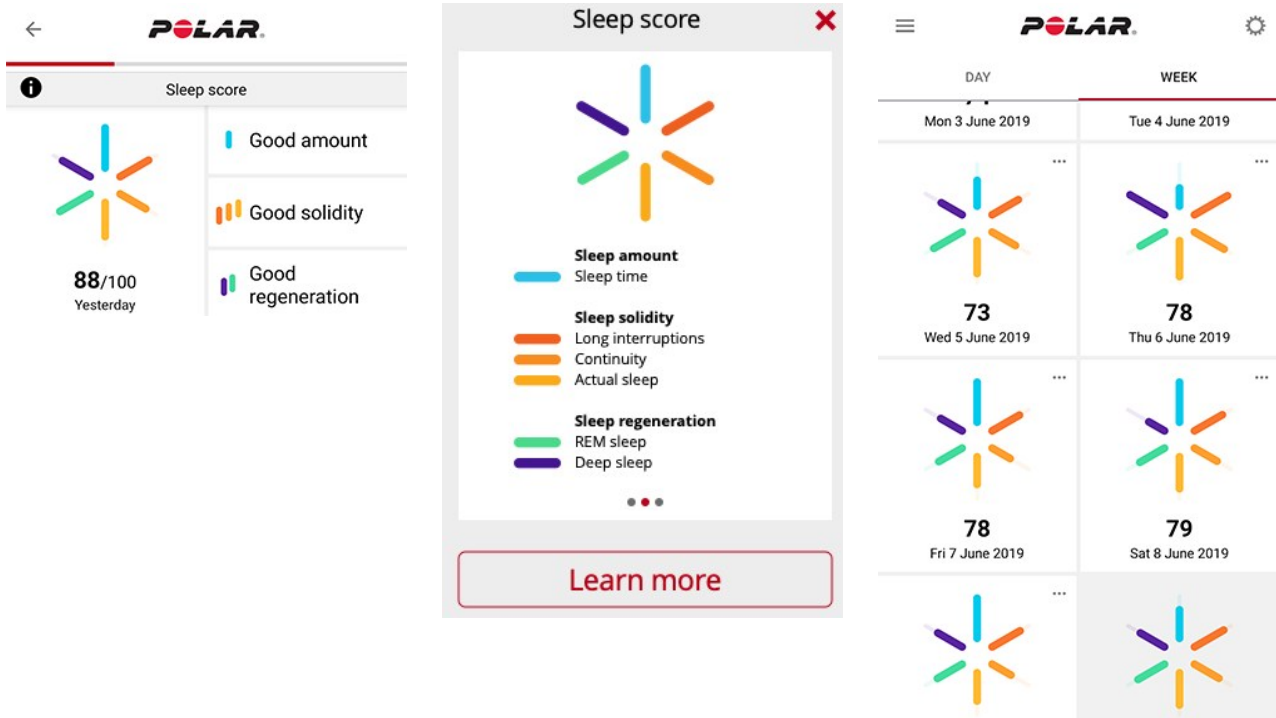 POLAR
Sleep score
Good amount
Good solidity
Good
regeneration
88/100
Yesterday
Sleep score
Sleep amount
Sleep time
Sleep solidity
Long interruptions
Continuity
Actual sleep
Sleep regeneration
REM sleep
Deep sleep
Learn more
POLAR
DAY
WEEK
Mon 3 June 2019
Tue 4 June 2019
73
Wed 5 June 2019
78
Thu 6 June 2019
78
Fri 7 June 2019
79
Sat 8 June 2019